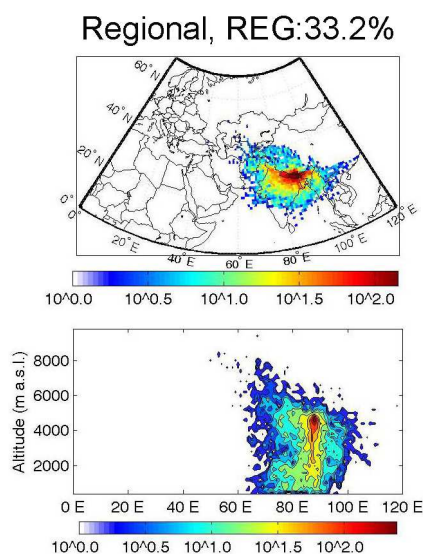 Regional, REG:33.2%
60°N
40°N
20°N
0°N
0°E
20°E
40°E
60°E
80°E
100°E
120°E
10^0.0 10^0.5 10^1.0 10^1.5 10^2.0
8000
6000
4000
2000
Altitude (m a.s.l.)
0 E 20 E 40 E 60 E 80 E 100 E 120 E
10^0.0 10^0.5 10^1.0 10^1.5 10^2.0